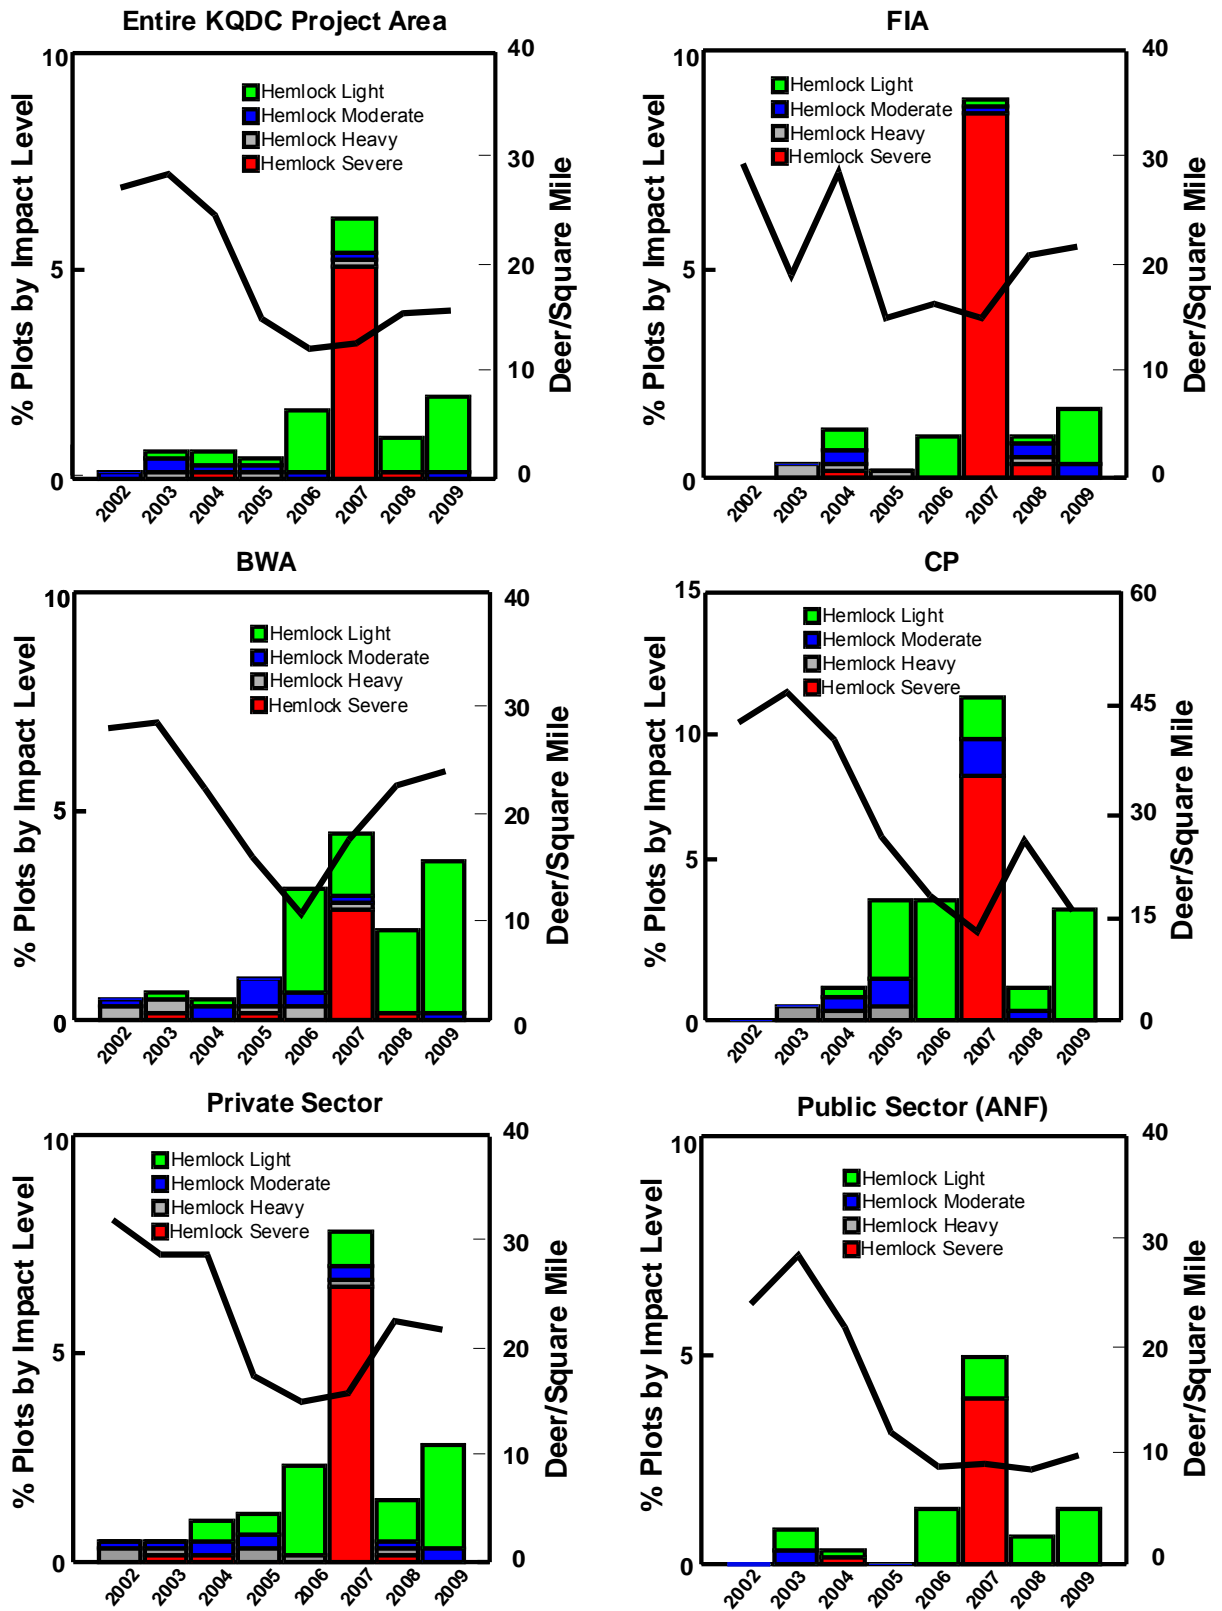 Entire KQDC Project Area
% Plots by Impact Level
10
5
0
Hemlock Light
Hemlock Moderate
Hemlock Heavy
Hemlock Severe
40
30
20
10
0
Deer/Square Mile
2002 2003 2004 2005 2006 2007 2008 2009
FIA
% Plots by Impact Level
10
5
0
Hemlock Light
Hemlock Moderate
Hemlock Heavy
Hemlock Severe
40
30
20
10
0
Deer/Square Mile
2002 2003 2004 2005 2006 2007 2008 2009
BWA
% Plots by Impact Level
10
5
0
Hemlock Light
Hemlock Moderate
Hemlock Heavy
Hemlock Severe
40
30
20
10
0
Deer/Square Mile
2002 2003 2004 2005 2006 2007 2008 2009
CP
% Plots by Impact Level
15
10
5
0
Hemlock Light
Hemlock Moderate
Hemlock Heavy
Hemlock Severe
60
45
30
15
0
Deer/Square Mile
2002 2003 2004 2005 2006 2007 2008 2009
Private Sector
% Plots by Impact Level
10
5
0
Hemlock Light
Hemlock Moderate
Hemlock Heavy
Hemlock Severe
40
30
20
10
0
Deer/Square Mile
2002 2003 2004 2005 2006 2007 2008 2009
Public Sector (ANF)
% Plots by Impact Level
10
5
0
Hemlock Light
Hemlock Moderate
Hemlock Heavy
Hemlock Severe
40
30
20
10
0
Deer/Square Mile
2002 2003 2004 2005 2006 2007 2008 2009